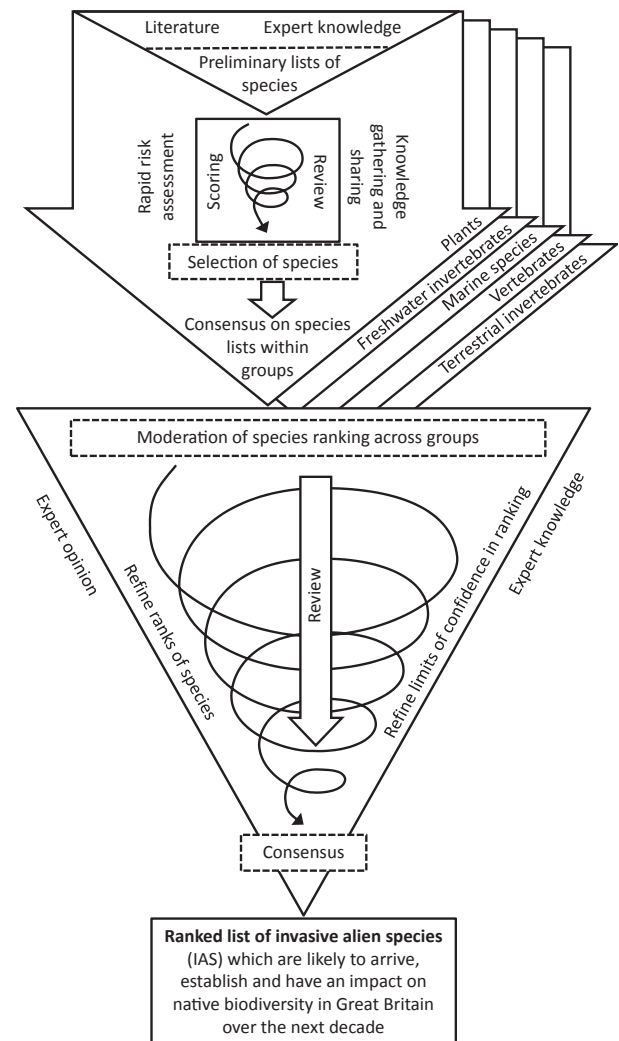 Literature Expert knowledge
Preliminary lists of
species
Rapid risk
assessment
Scoring
Review
Knowledge
gathering and
sharing
Selection of species
Consensus on species
lists within
groups
Plants
Freshwater invertebrates
Marine species
Vertebrates
Terrestrial invertebrates
Moderation of species ranking across groups
Expert opinion
Refine ranks of species
Review
Refine limits of confidence in ranking
Expert knowledge
Consensus
Ranked list of invasive alien species
(IAS) which are likely to arrive,
establish and have an impact on
native biodiversity in Great Britain
over the next decade